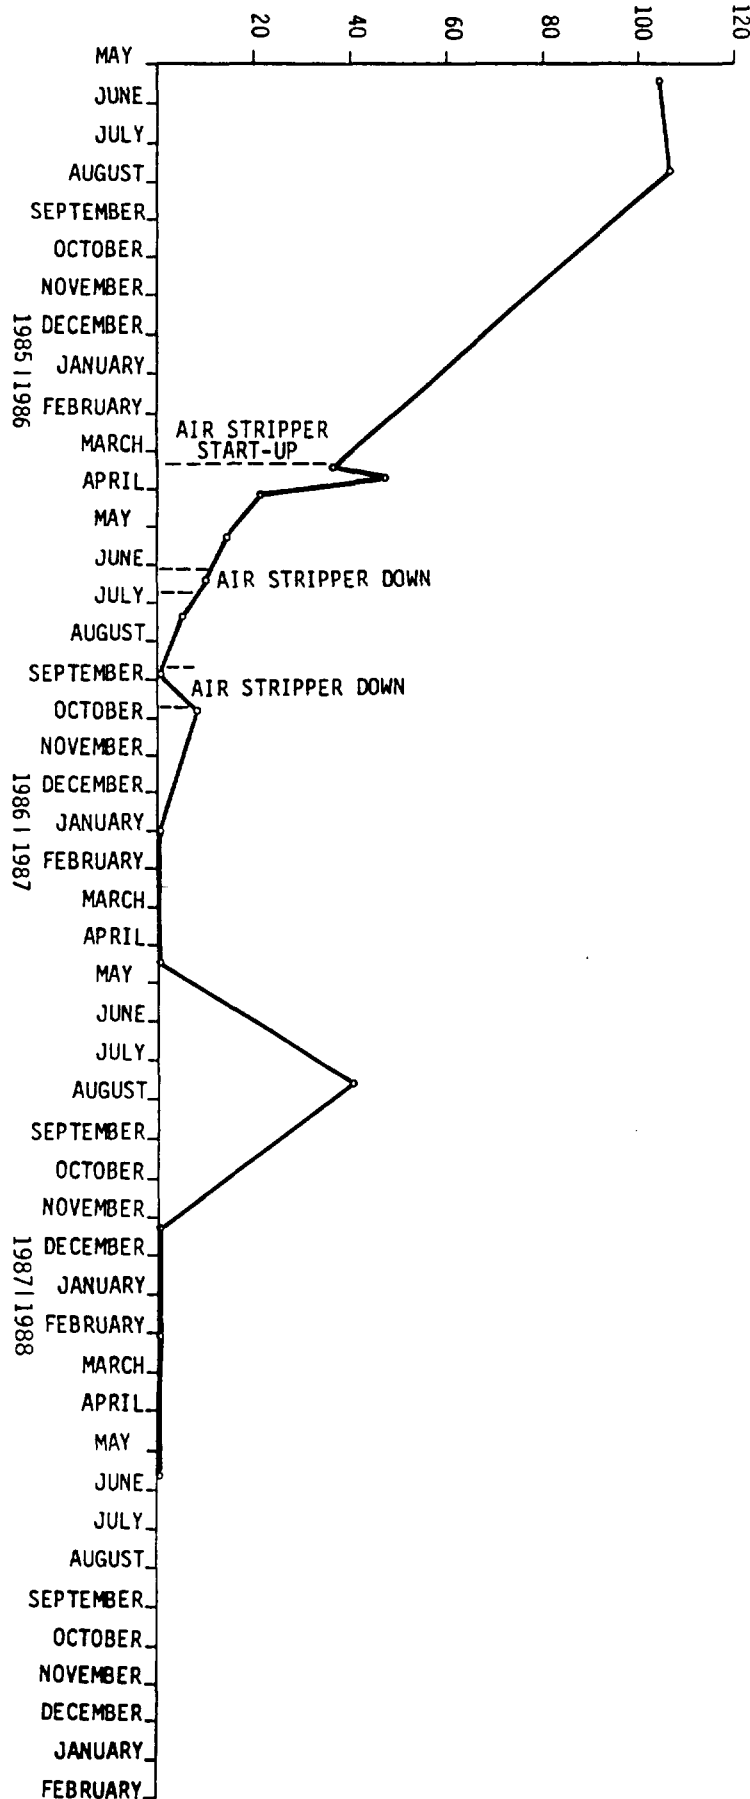 20
40
60
80
100
120
MAY
JUNE
JULY
AUGUST
SEPTEMBER
OCTOBER
NOVEMBER
DECEMBER
JANUARY
FEBRUARY
MARCH
APRIL
MAY
JUNE
JULY
AUGUST
SEPTEMBER
OCTOBER
NOVEMBER
DECEMBER
JANUARY
FEBRUARY
MARCH
APRIL
MAY
JUNE
JULY
AUGUST
SEPTEMBER
OCTOBER
NOVEMBER
DECEMBER
JANUARY
FEBRUARY
MARCH
APRIL
MAY
JUNE
JULY
AUGUST
SEPTEMBER
OCTOBER
NOVEMBER
DECEMBER
JANUARY
FEBRUARY
1985 | 1986
1986 | 1987
1987 | 1988
AIR STRIPPER
START-UP
AIR STRIPPER DOWN
AIR STRIPPER DOWN